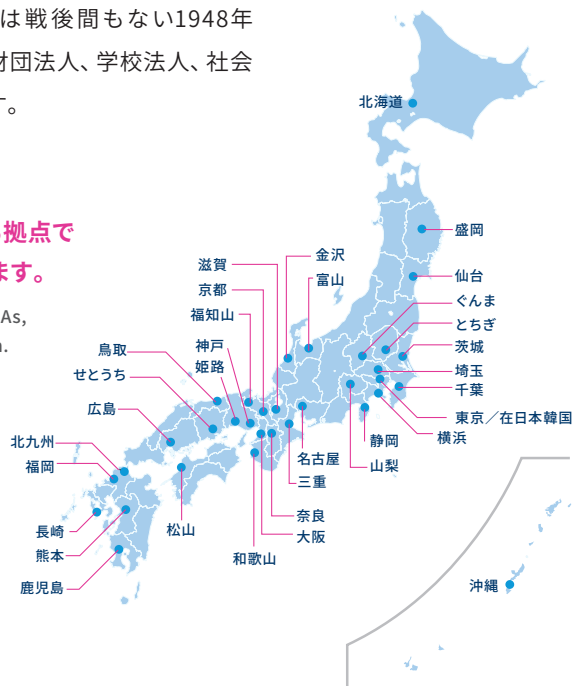 は戦後間もない1948年
財団法人、学校法人、社会
す。
拠点で
ます。
As,
n.
北海道
盛岡
仙台
金沢
富山
滋賀
京都
福知山
ぐんま
とちぎ
茨城
埼玉
千葉
東京／在日本韓国
横浜
鳥取
せとうち
神戸
姫路
広島
北九州
福岡
静岡
山梨
名古屋
三重
奈良
大阪
和歌山
松山
長崎
熊本
鹿児島
沖縄